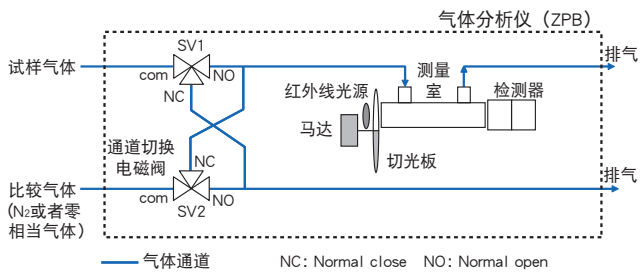 气体分析仪（ZPB）
排气
SV1
试样气体
com
NO
NC
测量
室
红外线光源
检测器
马达
通道切换
电磁阀
切光板
NC
排气
比较气体
com
NO
(N₂或者零
相当气体)
SV2
气体通道
NC: Normal close NO: Normal open